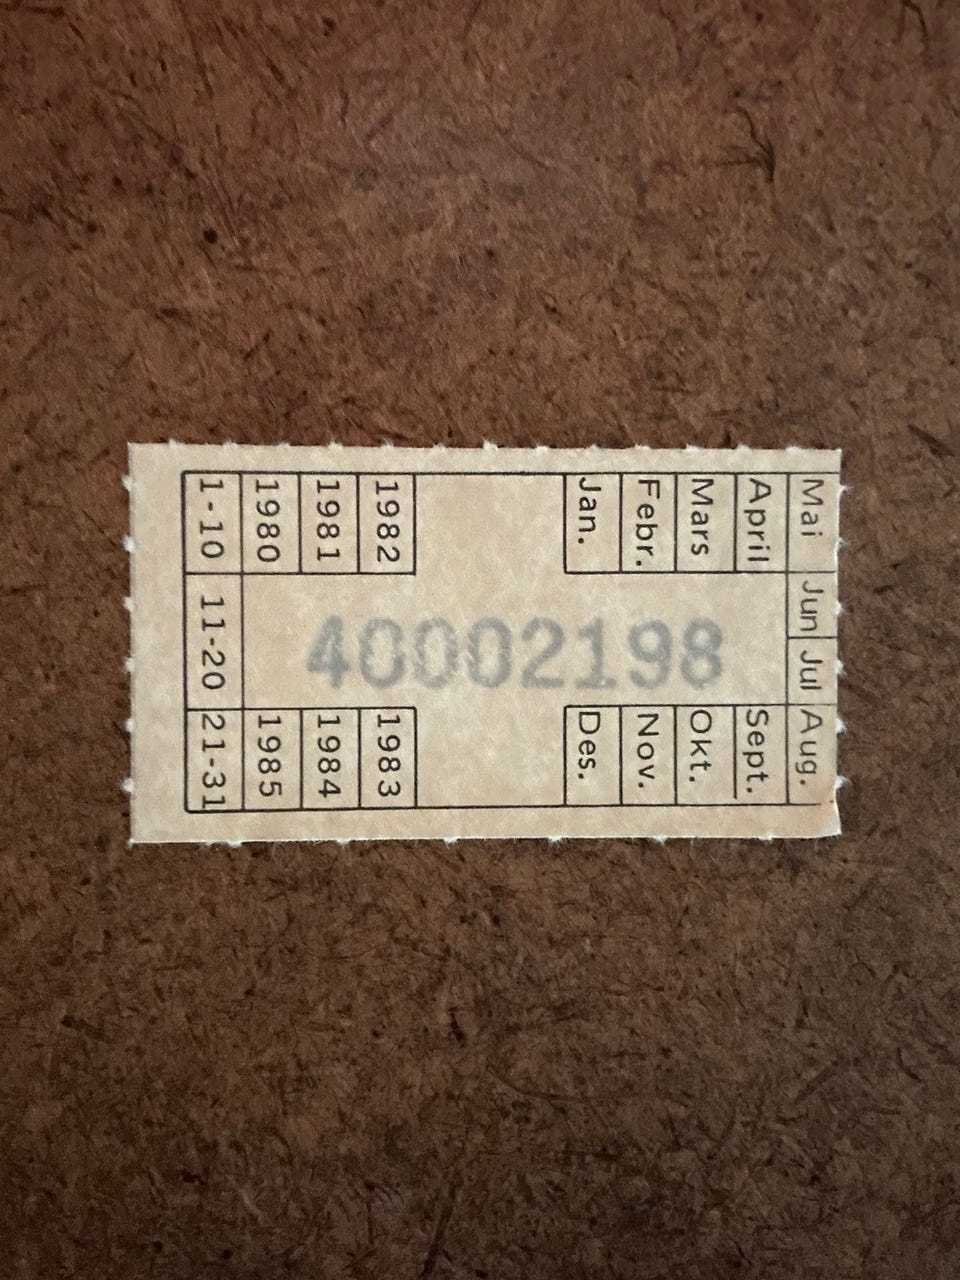 Mai Jun Jul Aug.
April Sept.
Mars Okt.
Febr. Nov.
Jan. Des.
40002198
1982 1983
1981 1984
1980 1985
1-10 11-20 21-31